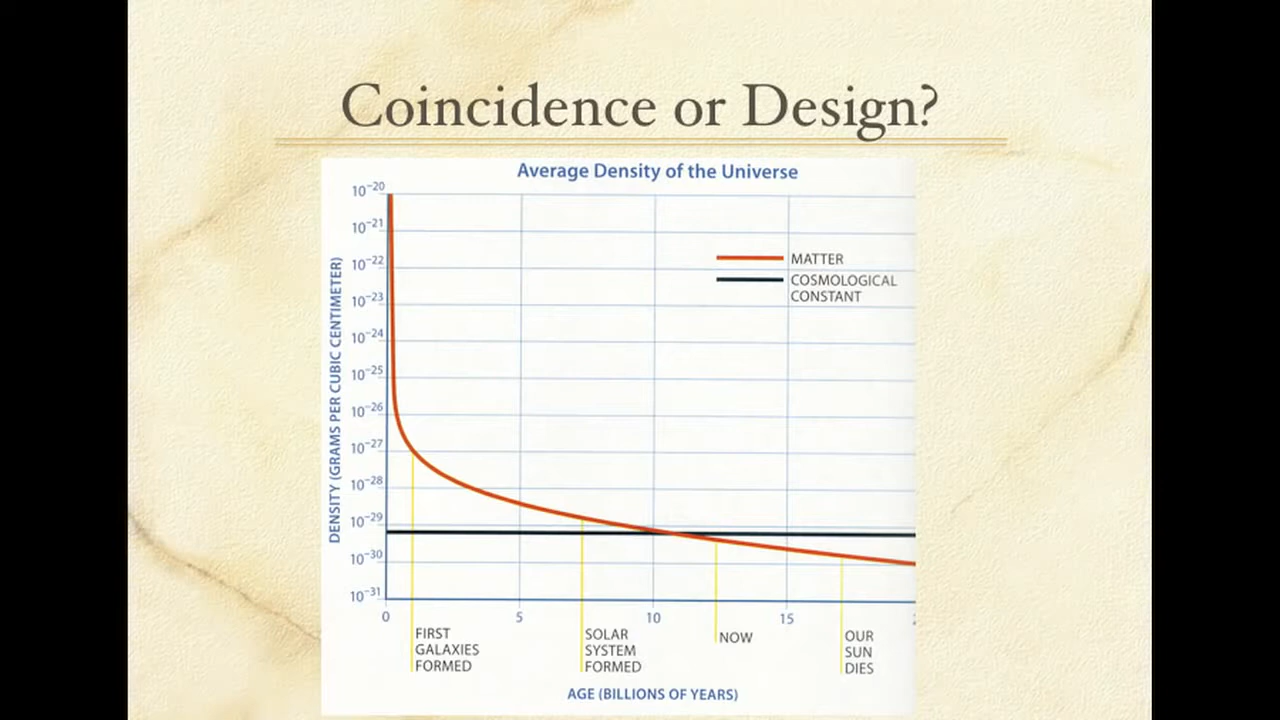 Coincidence or Design?
Average Density of the Universe
10⁻²⁰
10⁻²¹
10⁻²²
10⁻²³
10⁻²⁴
10⁻²⁵
10⁻²⁶
10⁻²⁷
10⁻²⁸
10⁻²⁹
10⁻³⁰
10⁻³¹
DENSITY (GRAMS PER CUBIC CENTIMETER)
MATTER
COSMOLOGICAL
CONSTANT
0 5 10 15
FIRST
GALAXIES
FORMED
SOLAR
SYSTEM
FORMED
NOW
OUR
SUN
DIES
AGE (BILLIONS OF YEARS)